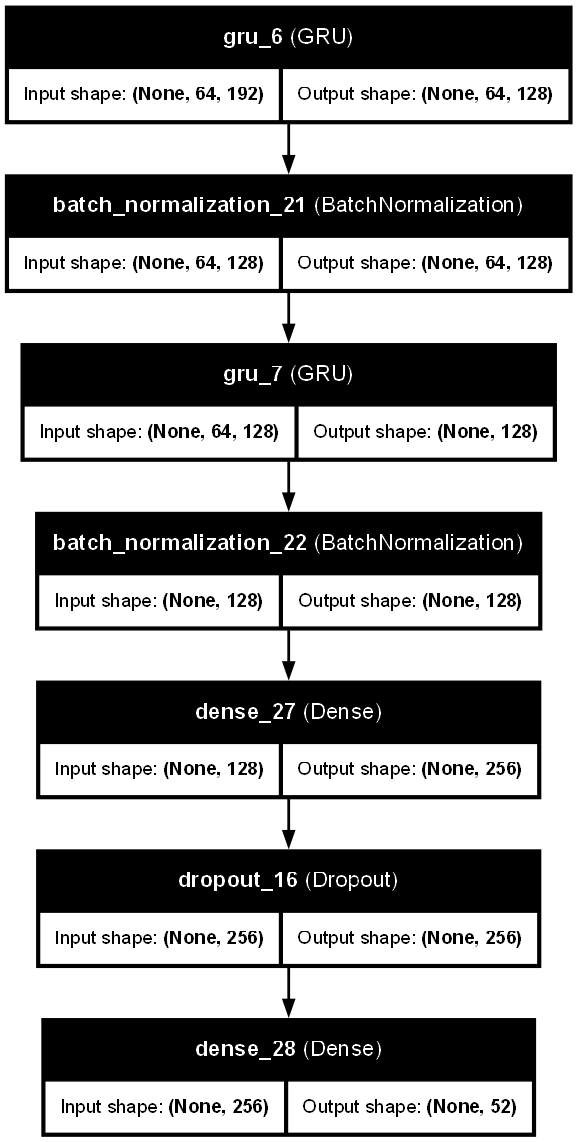 gru_6 (GRU)
Input shape: (None, 64, 192) Output shape: (None, 64, 128)
batch_normalization_21 (BatchNormalization)
Input shape: (None, 64, 128) Output shape: (None, 64, 128)
gru_7 (GRU)
Input shape: (None, 64, 128) Output shape: (None, 128)
batch_normalization_22 (BatchNormalization)
Input shape: (None, 128) Output shape: (None, 128)
dense_27 (Dense)
Input shape: (None, 128) Output shape: (None, 256)
dropout_16 (Dropout)
Input shape: (None, 256) Output shape: (None, 256)
dense_28 (Dense)
Input shape: (None, 256) Output shape: (None, 52)